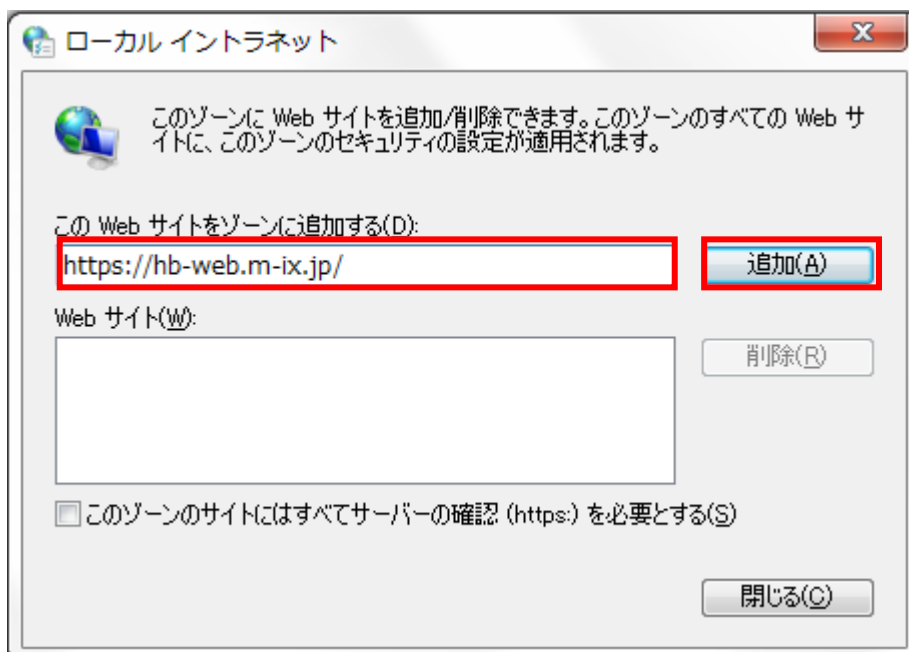 ローカル イントラネット
このゾーンに Web サイトを追加/削除できます。このゾーンのすべての Web サ
イトに、このゾーンのセキュリティの設定が適用されます。
この Web サイトをゾーンに追加する(D):
https://hb-web.m-ix.jp/
追加(A)
Web サイト(W):
削除(R)
このゾーンのサイトにはすべてサーバーの確認 (https:) を必要とする(S)
閉じる(C)